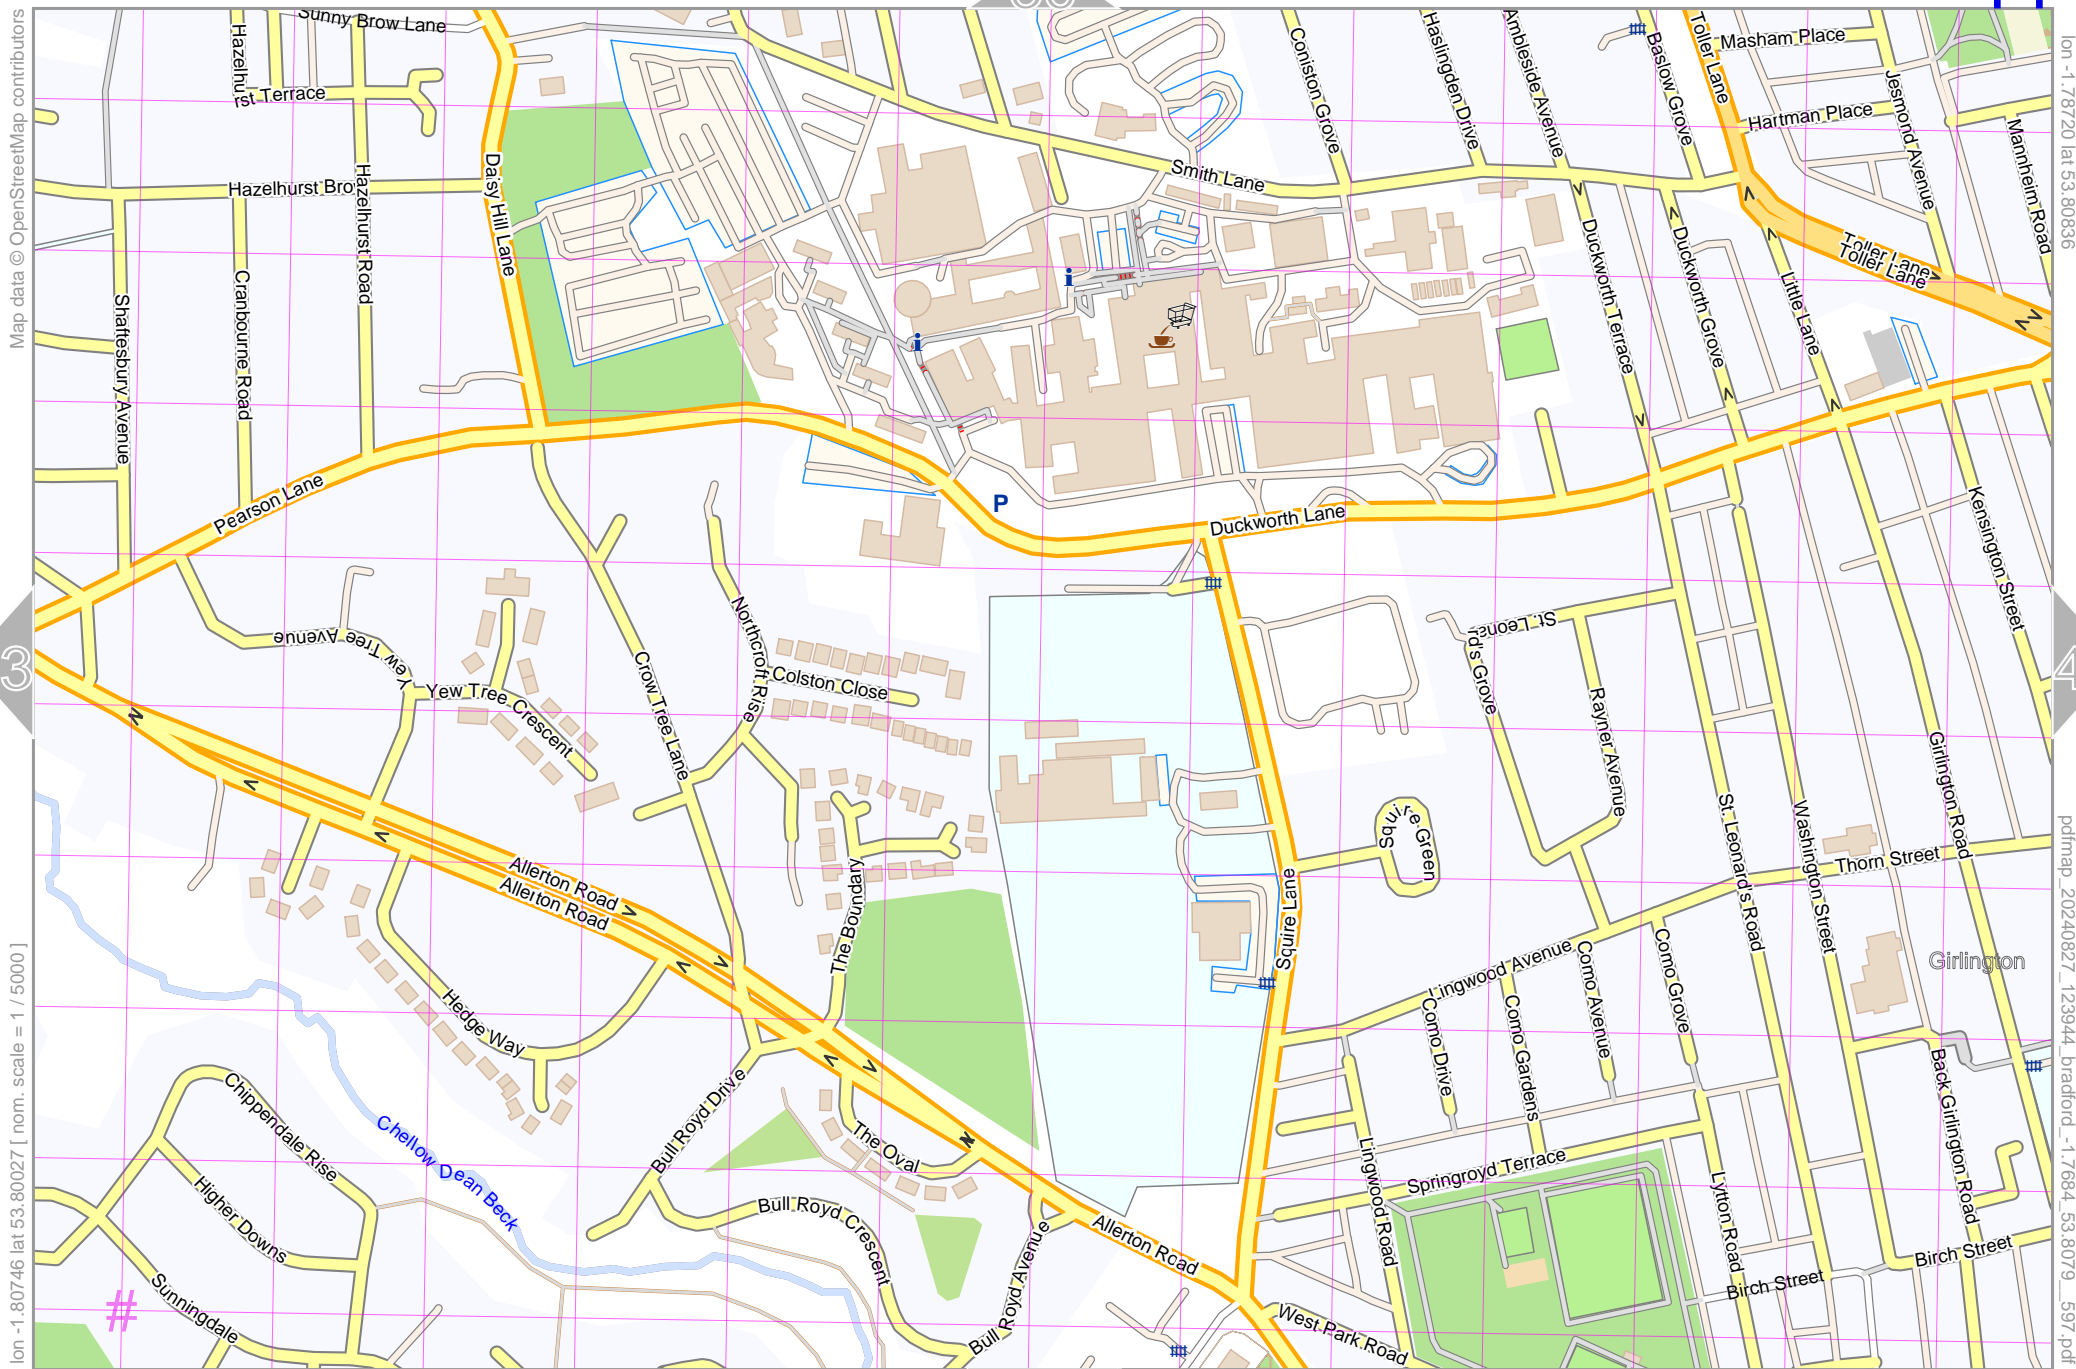 Sunny Brow Lane
Hazelhu
rst Terrace
Coniston Grove
Haslingden Drive
Ambleside Avenue
Baslow Grove
Toller Lane
Masham Place
Hartman Place
Jesmond Avenue
Mannheim Road
Map data © OpenStreetMap contributors
lon -1.78720 lat 53.80836
Hazelhurst Bro
Hazelhurst Road
Daisy Hill Lane
Smith Lane
Shaftesbury Avenue
Cranbourne Road
Duckworth Terrace
Duckworth Grove
Little Lane
Toller Lane
Toller Lane
i
i
Pearson Lane
P
Duckworth Lane
Kensington Street
3
4
Yew Tree Avenue
Yew Tree Crescent
Crow Tree Lane
Northcroft Rise
Colston Close
St. Leonar
rd's Grove
Rayner Avenue
Girlington Road
Squire Green
St. Leonard's Road
Washington Street
Thorn Street
Allerton Road
Allerton Road
The Boundary
Squire Lane
Lingwood Avenue
Como Drive
Como Gardens
Como Avenue
Como Grove
Girlington
Hedge Way
Chippendale Rise
Higher Downs
Sunningdale
Chellow Dean Beck
Bull Royd Drive
The Oval
Bull Royd Crescent
Bull Royd Avenue
Allerton Road
Lingwood Road
Springroyd Terrace
Lytton Road
Back Girlington Road
Birch Street
Birch Street
West Park Road
#
lon -1.80746 lat 53.80027 [ nom. scale = 1 / 5000 ]
pdfmap_20240827_123944_bradford_-1.7684_53.8079__597.pdf